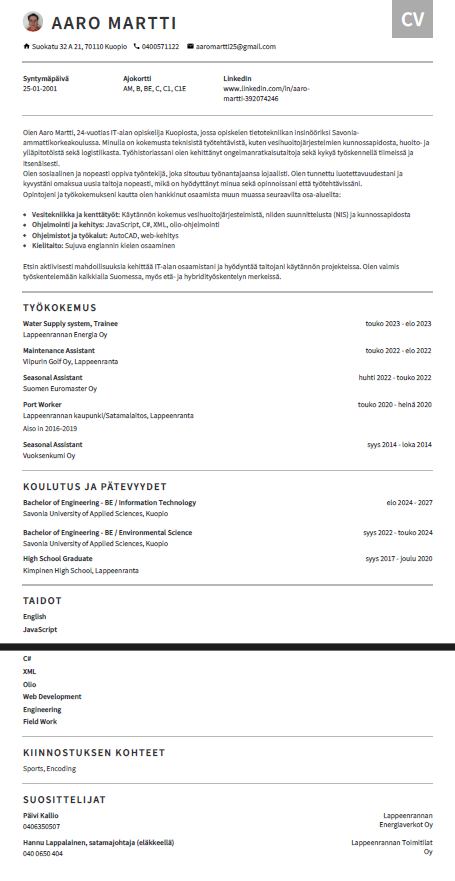 AARO MARTTI
CV
Suokatu 32 A 21, 70110 Kuopio 0400571122 aaromartti25@gmail.com
Syntymäpäivä Ajokortti LinkedIn
25-01-2001 AM, B, BE, C, C1, C1E www.linkedin.com/in/aaro-
martti-392074246
Olen Aaro Martti, 24-vuotias IT-alan opiskelija Kuopiosta, jossa opiskelen tietotekniikan insinööriksi Savonia-
ammattikorkeakoulussa. Minulla on kokemusta teknisistä työtehtävistä, kuten vesihuoltojärjestelmien kunnossapidosta, huolto- ja
ylläpitotöistä sekä logistiikasta. Työhistoriassani olen kehittänyt ongelmanratkaisutaitoja sekä kykyä työskennellä tiimeissä ja
itsenäisesti.
Olen sosiaalinen ja nopeasti oppiva työntekijä, joka sitoutuu työnantajaansa lojaalisti. Olen tunnettu luotettavuudestani ja
kyvystäni omaksua uusia taitoja nopeasti, mikä on hyödyttänyt minua sekä opinnoissani että työtehtävissäni.
Opintojeni ja työkokemukseni kautta olen hankkinut osaamista muun muassa seuraavilta osa-alueilta:
• Vesitekniikka ja kenttätyöt: Käytännön kokemus vesihuoltojärjestelmistä, niiden suunnittelusta (NIS) ja kunnossapidosta
• Ohjelmointi ja kehitys: JavaScript, C#, XML, olio-ohjelmointi
• Ohjelmistot ja työkalut: AutoCAD, web-kehitys
• Kielitaito: Sujuva englannin kielen osaaminen
Etsin aktiivisesti mahdollisuuksia kehittää IT-alan osaamistani ja hyödyntää taitojani käytännön projekteissa. Olen valmis
työskentelemään kaikkialla Suomessa, myös etä- ja hybridityöskentelyn merkeissä.
TYÖKOKEMUS
Water Supply system, Trainee touko 2023 - elo 2023
Lappeenrannan Energia Oy
Maintenance Assistant touko 2022 - elo 2022
Viipurin Golf Oy, Lappeenranta
Seasonal Assistant huhti 2022 - touko 2022
Suomen Euromaster Oy
Port Worker touko 2020 - heinä 2020
Lappeenrannan kaupunki/Satamalaitos, Lappeenranta
Also in 2016-2019
Seasonal Assistant syys 2014 - loka 2014
Vuoksenkumi Oy
KOULUTUS JA PÄTEVYYDET
Bachelor of Engineering - BE / Information Technology elo 2024 - 2027
Savonia University of Applied Sciences, Kuopio
Bachelor of Engineering - BE / Environmental Science syys 2022 - touko 2024
Savonia University of Applied Sciences, Kuopio
High School Graduate syys 2017 - joulu 2020
Kimpinen High School, Lappeenranta
TAIDOT
English
JavaScript
C#
XML
Olio
Web Development
Engineering
Field Work
KIINNOSTUKSEN KOHTEET
Sports, Encoding
SUOSITTELIJAT
Päivi Kallio Lappeenrannan
0406350507 Energiaverkot Oy
Hannu Lappalainen, satamajohtaja (eläkkeellä) Lappeenrannan Toimitilat
040 0650 404 Oy